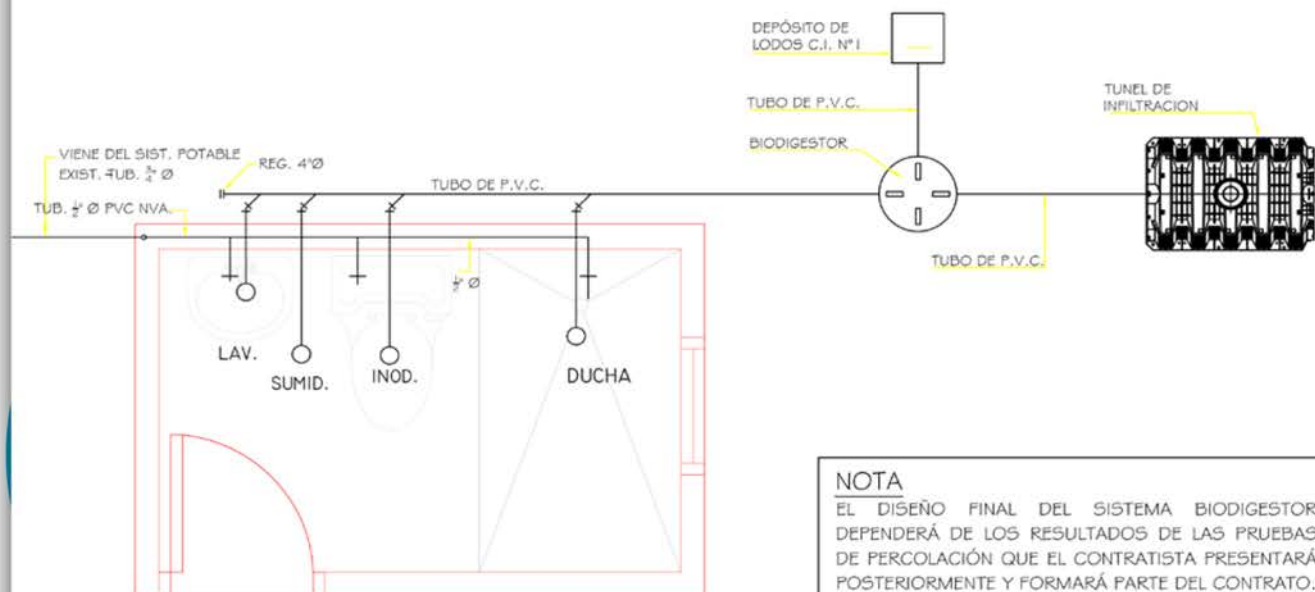 DEPÓSITO DE
LODOS C.I. N°1
TUBO DE P.V.C.
BIODIGESTOR
TUNEL DE
INFILTRACION
VIENE DEL SIST. POTABLE
EXIST. TUB. ¾" Ø
REG. 4"Ø
TUBO DE P.V.C.
TUB. ½" Ø PVC NVA.
TUBO DE P.V.C.
½" Ø
LAV.
SUMID.
INOD.
DUCHA
NOTA
EL DISEÑO FINAL DEL SISTEMA BIODIGESTOR
DEPENDERÁ DE LOS RESULTADOS DE LAS PRUEBAS
DE PERCOLACIÓN QUE EL CONTRATISTA PRESENTARÁ
POSTERIORMENTE Y FORMARÁ PARTE DEL CONTRATO.